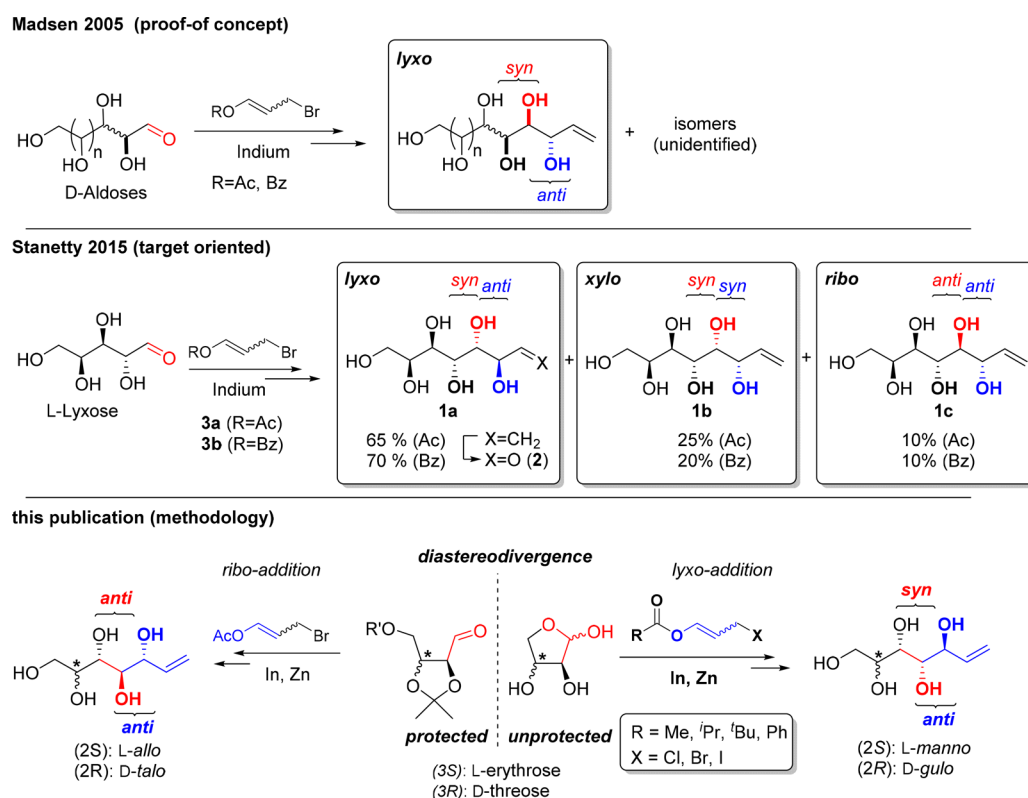 Madsen 2005 (proof-of concept)
HO
OH
( )n
OH
OH
O
D-Aldoses
RO
Br
Indium
R=Ac, Bz
lyxo
syn
OH
OH
HO
( )n
OH
OH
OH
anti
+
isomers
(unidentified)
Stanetty 2015 (target oriented)
OH
HO
OH
OH
O
L-Lyxose
RO
Br
Indium
3a (R=Ac)
3b (R=Bz)
lyxo
syn anti
OH
OH
HO
X
OH
OH
OH
1a
65 % (Ac) X=CH2
70 % (Bz) X=O (2)
+
xylo
syn syn
OH
OH
HO
OH
OH
OH
1b
25% (Ac)
20% (Bz)
+
ribo
anti anti
OH
OH
HO
OH
OH
OH
1c
10% (Ac)
10% (Bz)
this publication (methodology)
diastereodivergence
ribo-addition
lyxo-addition
anti
OH
OH
HO
*
OH
OH
anti
(2S): L-allo
(2R): D-talo
AcO
Br
In, Zn
R'O
O
*
O
O
protected
O
OH
*
HO
OH
unprotected
(3S): L-erythrose
(3R): D-threose
O
R
O
X
In, Zn
R = Me, iPr, tBu, Ph
X = Cl, Br, I
syn
OH
OH
HO
*
OH
OH
anti
(2S): L-manno
(2R): D-gulo